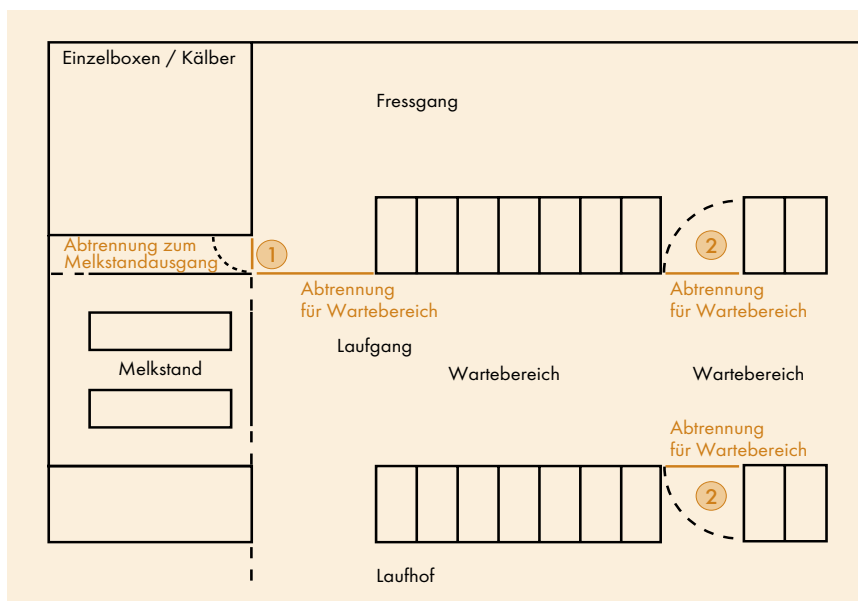 Einzelboxen / Kälber
Fressgang
Abtrennung zum
Melkstandausgang
1
2
Abtrennung
für Wartebereich
Abtrennung
für Wartebereich
Laufgang
Melkstand
Wartebereich
Wartebereich
Abtrennung
für Wartebereich
2
Laufhof